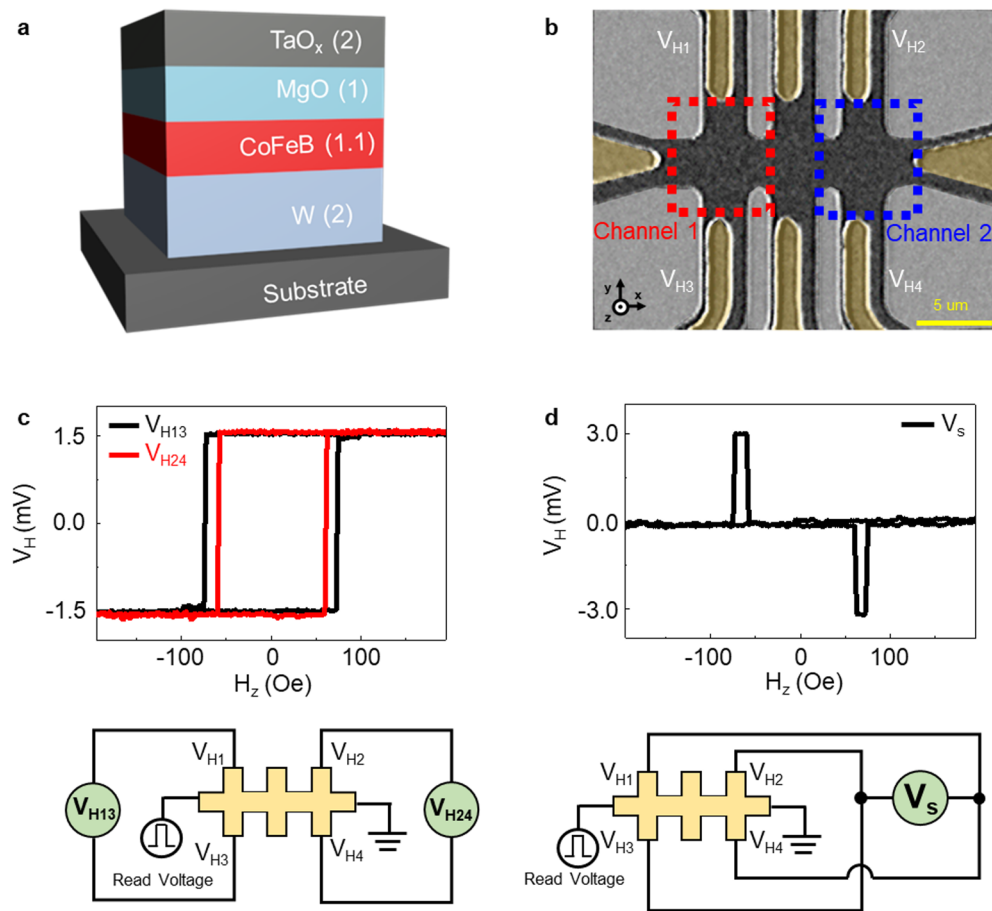 a
TaOx (2)
MgO (1)
CoFeB (1.1)
W (2)
Substrate
b
VH1
VH2
Channel 1
Channel 2
VH3
VH4
y
x
z
5 um
c
VH13
VH24
1.5
0.0
-1.5
VH (mV)
-100
0
100
Hz (Oe)
d
Vs
3.0
0.0
-3.0
VH (mV)
-100
0
100
Hz (Oe)
VH1
VH2
VH13
VH24
VH3
VH4
Read Voltage
VH1
VH2
Vs
VH3
VH4
Read Voltage